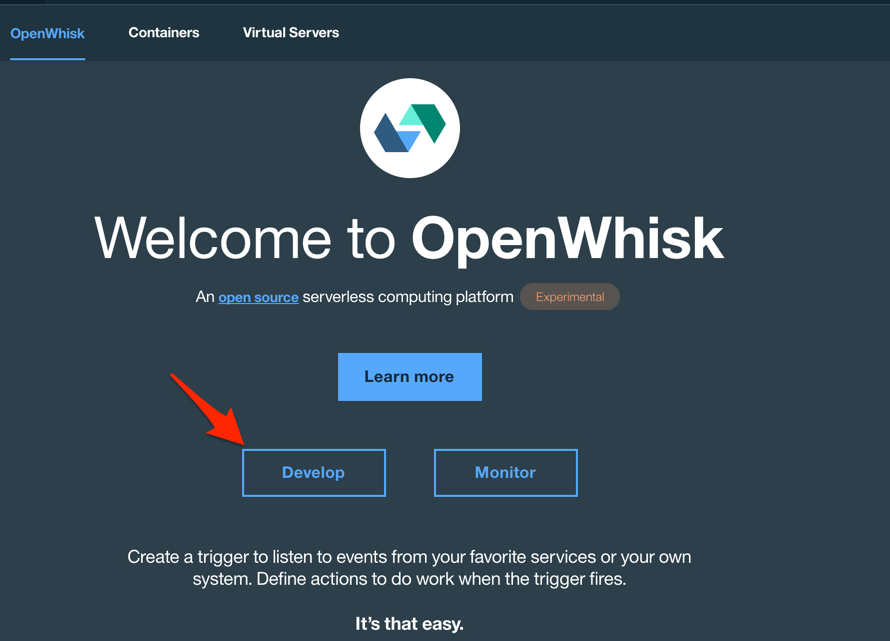 OpenWhisk Containers Virtual Servers
Welcome to OpenWhisk
An open source serverless computing platform Experimental
Learn more
Develop Monitor
Create a trigger to listen to events from your favorite services or your own
system. Define actions to do work when the trigger fires.
It's that easy.